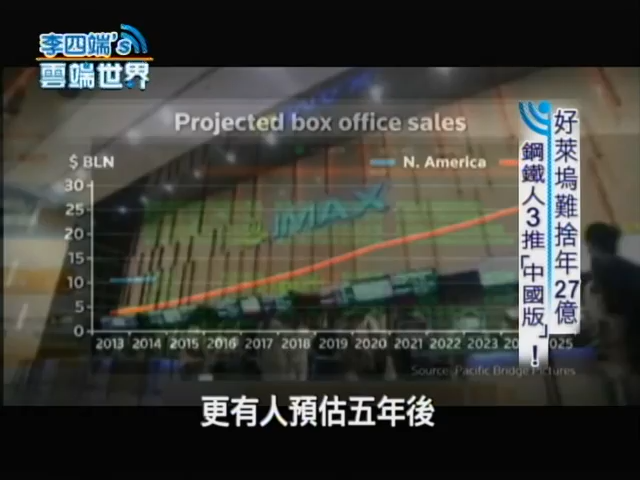 李四端's
雲端世界
Projected box office sales
$ BLN
N. America
30
25
20
15
10
5
0
2013 2014 2015 2016 2017 2018 2019 2020 2021 2022 2023
025
IMAX
Source: Pacific Bridge Pictures
好萊塢難捨年27億
鋼鐵人3推「中國版」!
更有人預估五年後